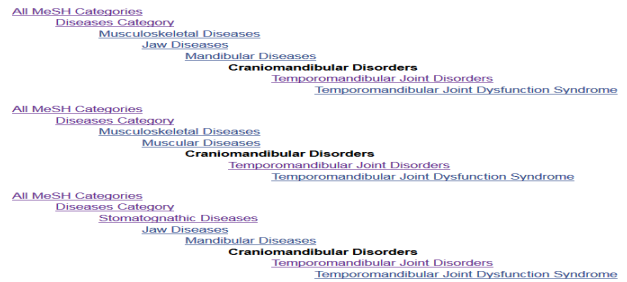 All MeSH Categories
Diseases Category
Musculoskeletal Diseases
Jaw Diseases
Mandibular Diseases
Craniomandibular Disorders
Temporomandibular Joint Disorders
Temporomandibular Joint Dysfunction Syndrome
All MeSH Categories
Diseases Category
Musculoskeletal Diseases
Muscular Diseases
Craniomandibular Disorders
Temporomandibular Joint Disorders
Temporomandibular Joint Dysfunction Syndrome
All MeSH Categories
Diseases Category
Stomatognathic Diseases
Jaw Diseases
Mandibular Diseases
Craniomandibular Disorders
Temporomandibular Joint Disorders
Temporomandibular Joint Dysfunction Syndrome